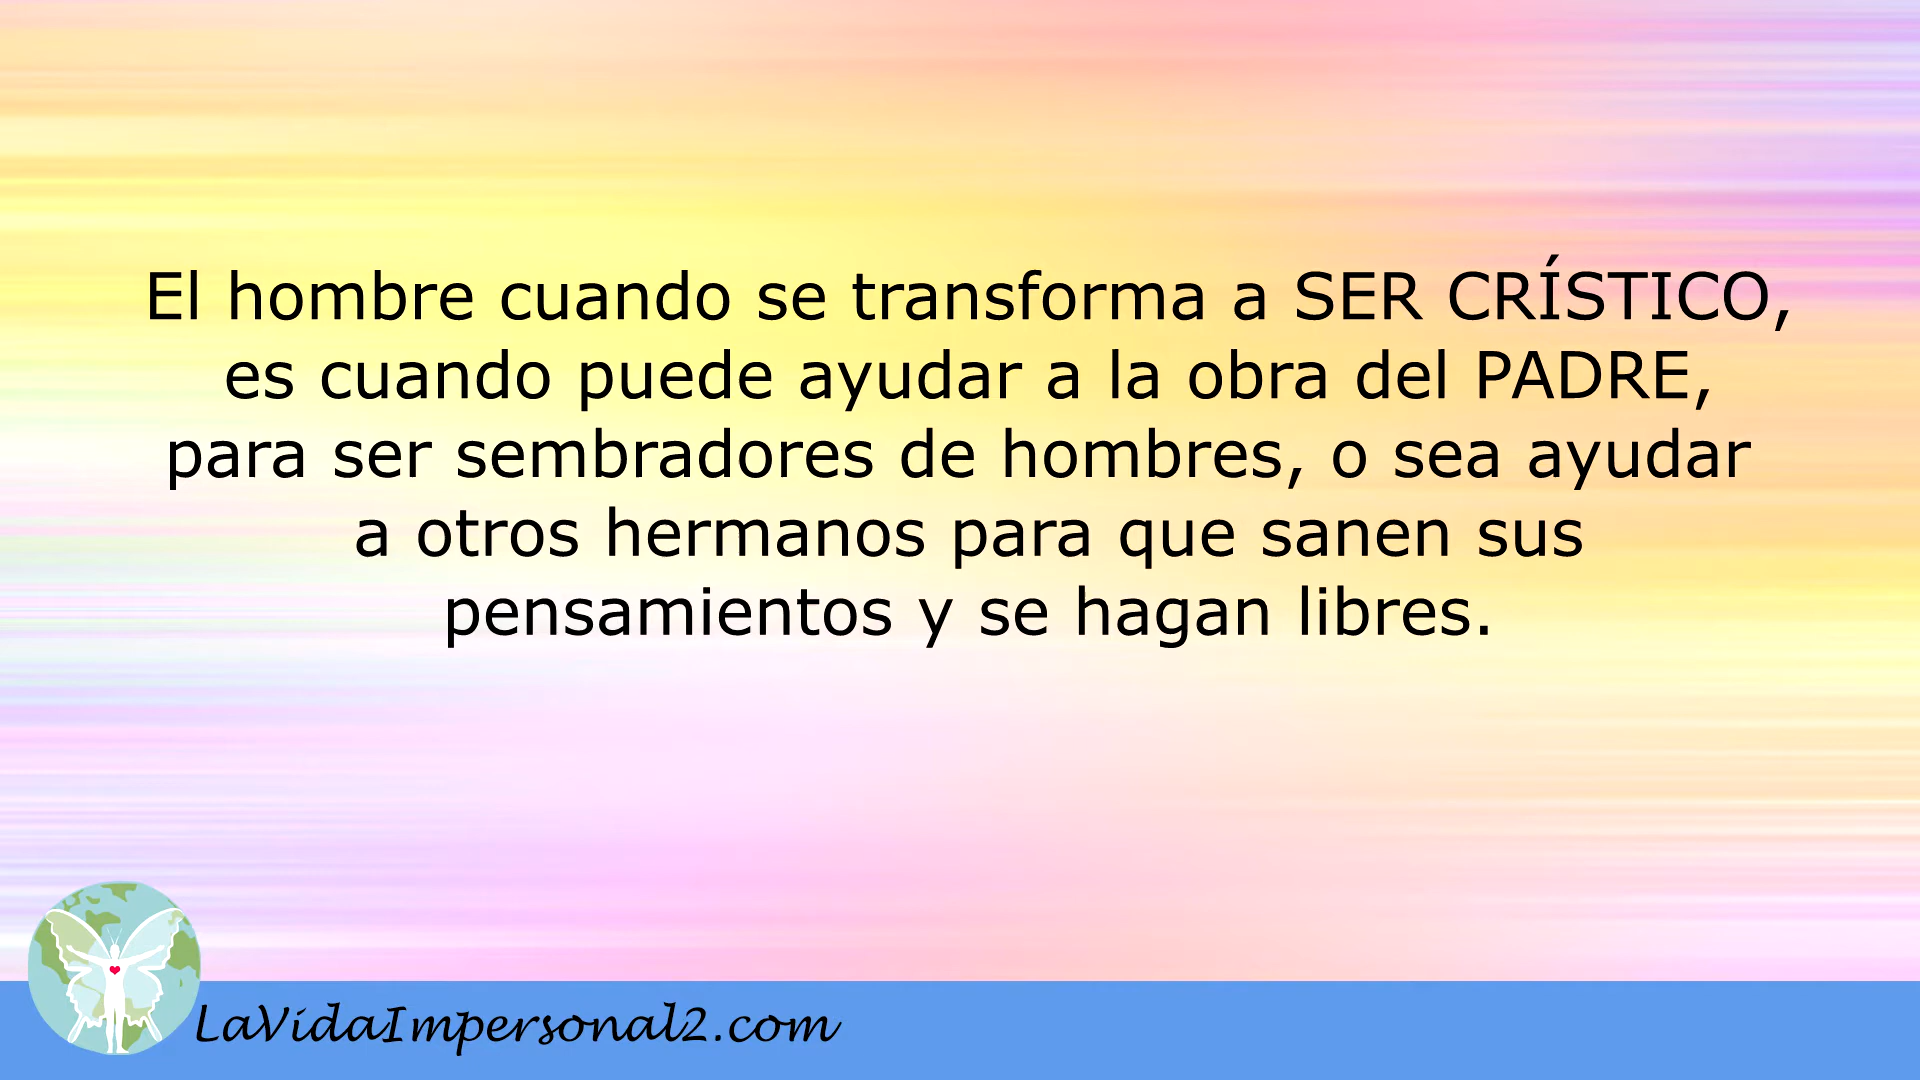 El hombre cuando se transforma a SER CRÍSTICO,
es cuando puede ayudar a la obra del PADRE,
para ser sembradores de hombres, o sea ayudar
a otros hermanos para que sanen sus
pensamientos y se hagan libres.
LaVidaImpersonal2.com